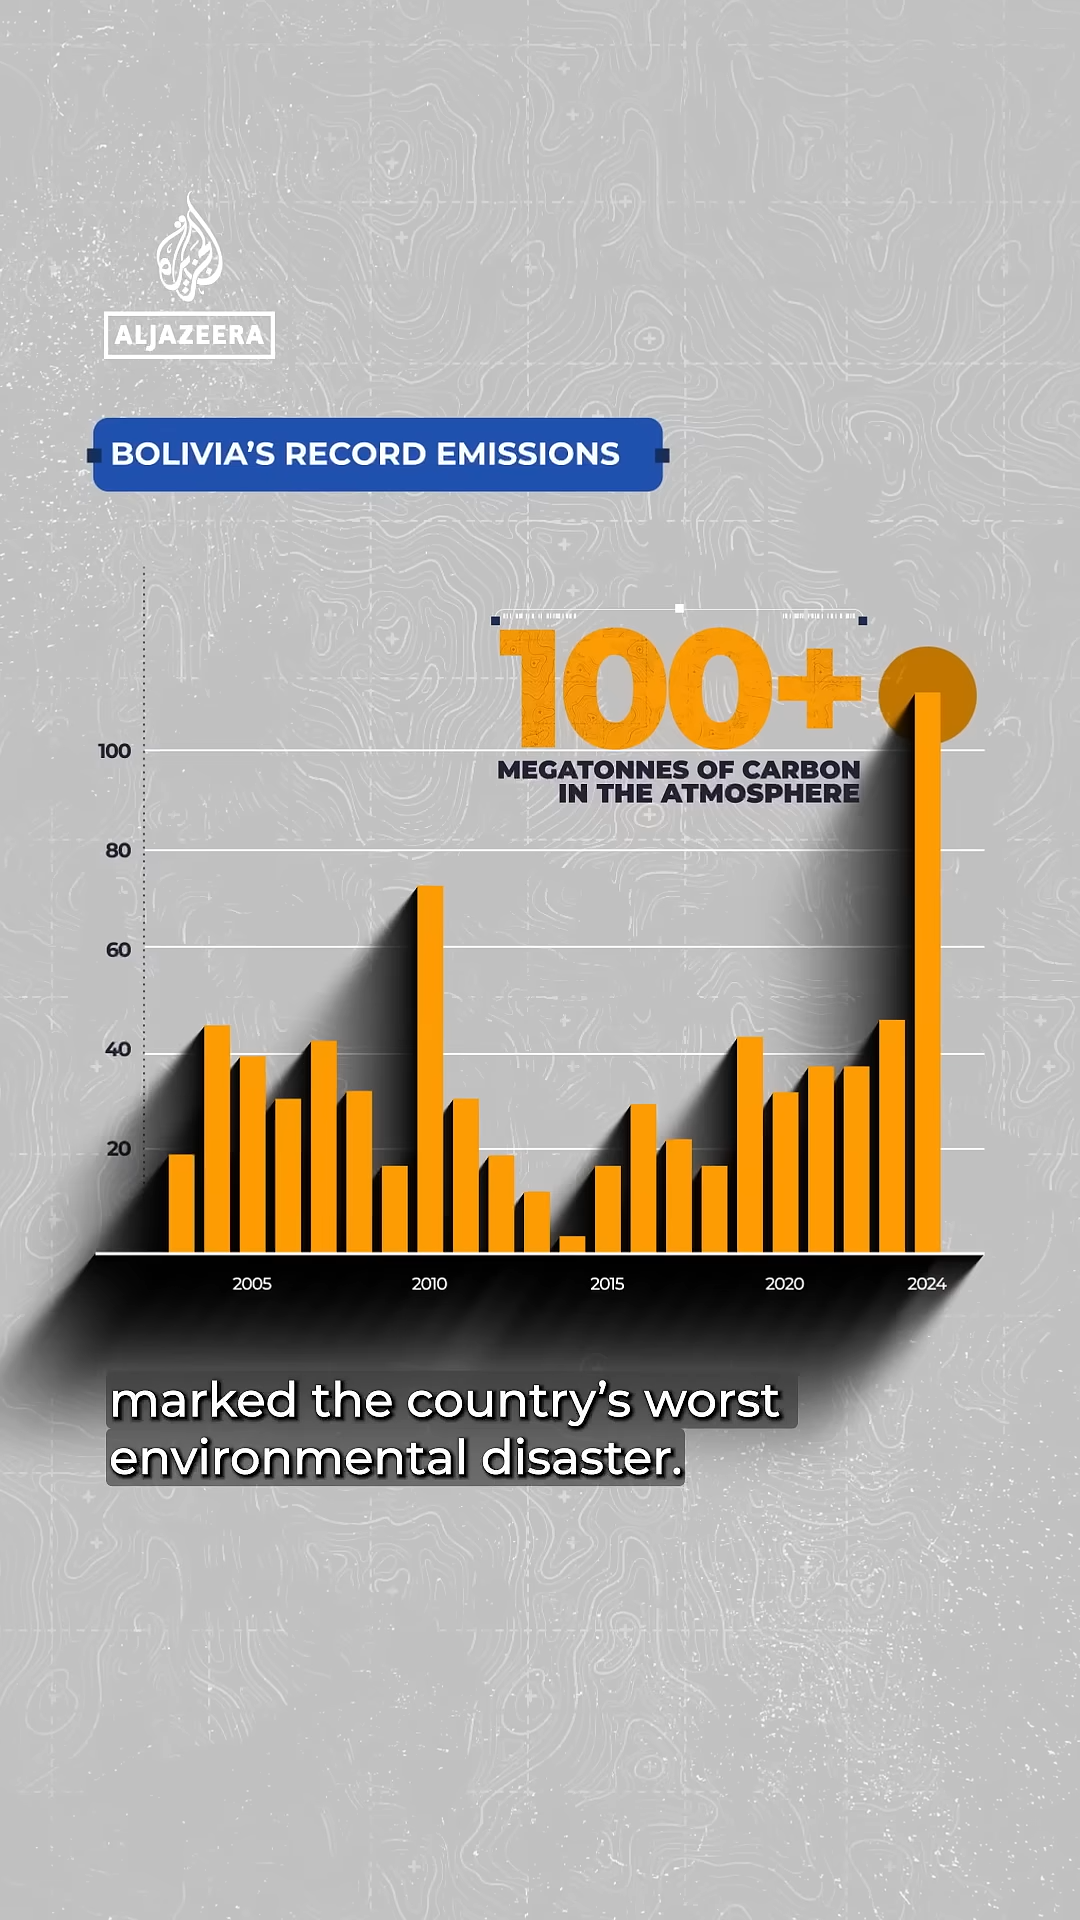 ALJAZEERA
BOLIVIA’S RECORD EMISSIONS
100+
MEGATONNES OF CARBON
IN THE ATMOSPHERE
100
80
60
40
20
2005
2010
2015
2020
2024
marked the country’s worst
environmental disaster.